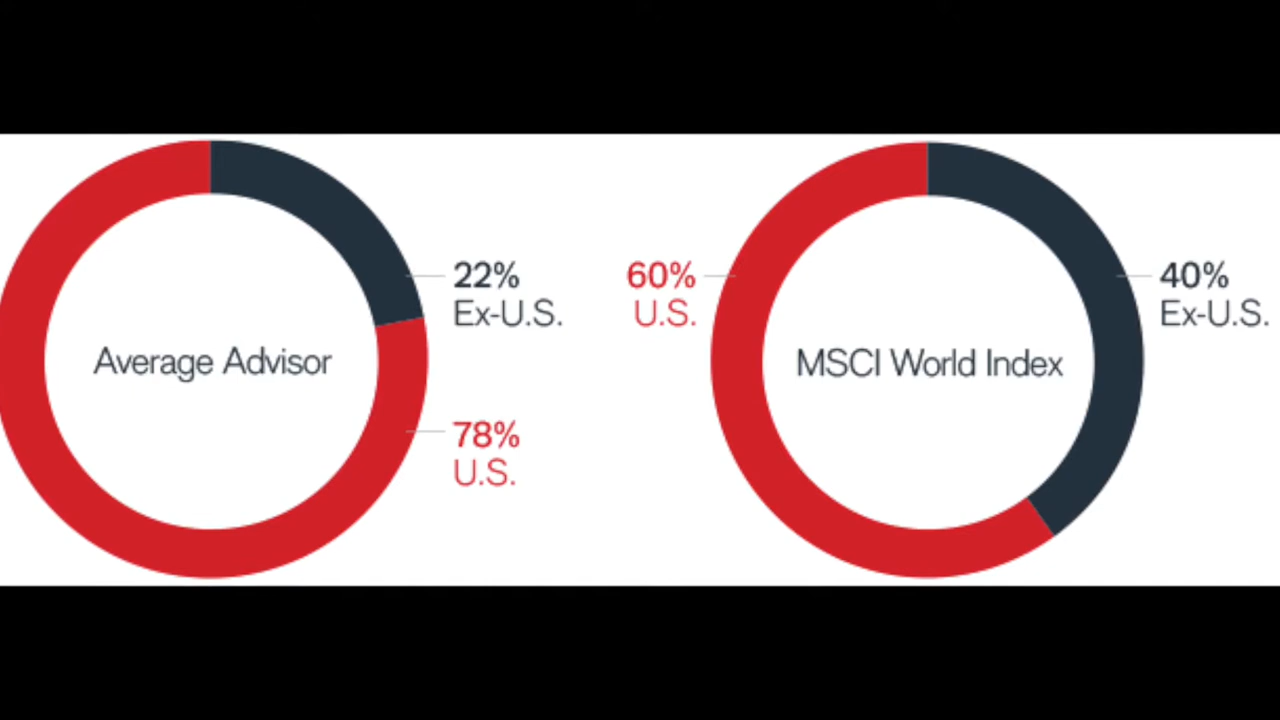 22%
Ex-U.S.
Average Advisor
78%
U.S.
60%
U.S.
40%
Ex-U.S.
MSCI World Index